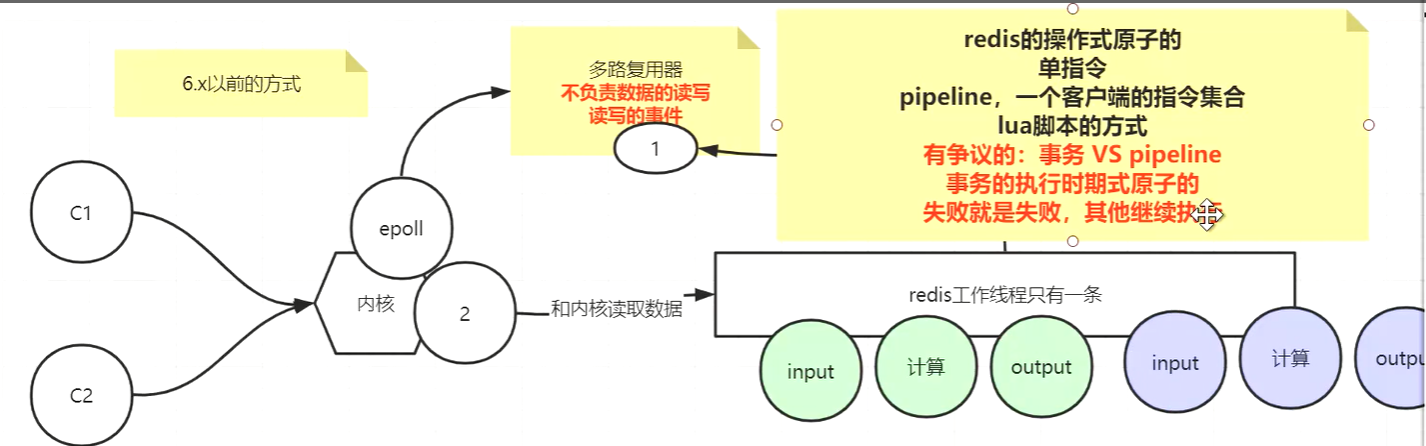 6.x以前的方式
多路复用器
不负责数据的读写
读写的事件
1
redis的操作式原子的
单指令
pipeline，一个客户端的指令集合
lua脚本的方式
有争议的：事务 VS pipeline
事务的执行时期式原子的
失败就是失败，其他继续执行
C1
epoll
内核
2
和内核读取数据
redis工作线程只有一条
C2
input
计算
output
input
计算
outpu